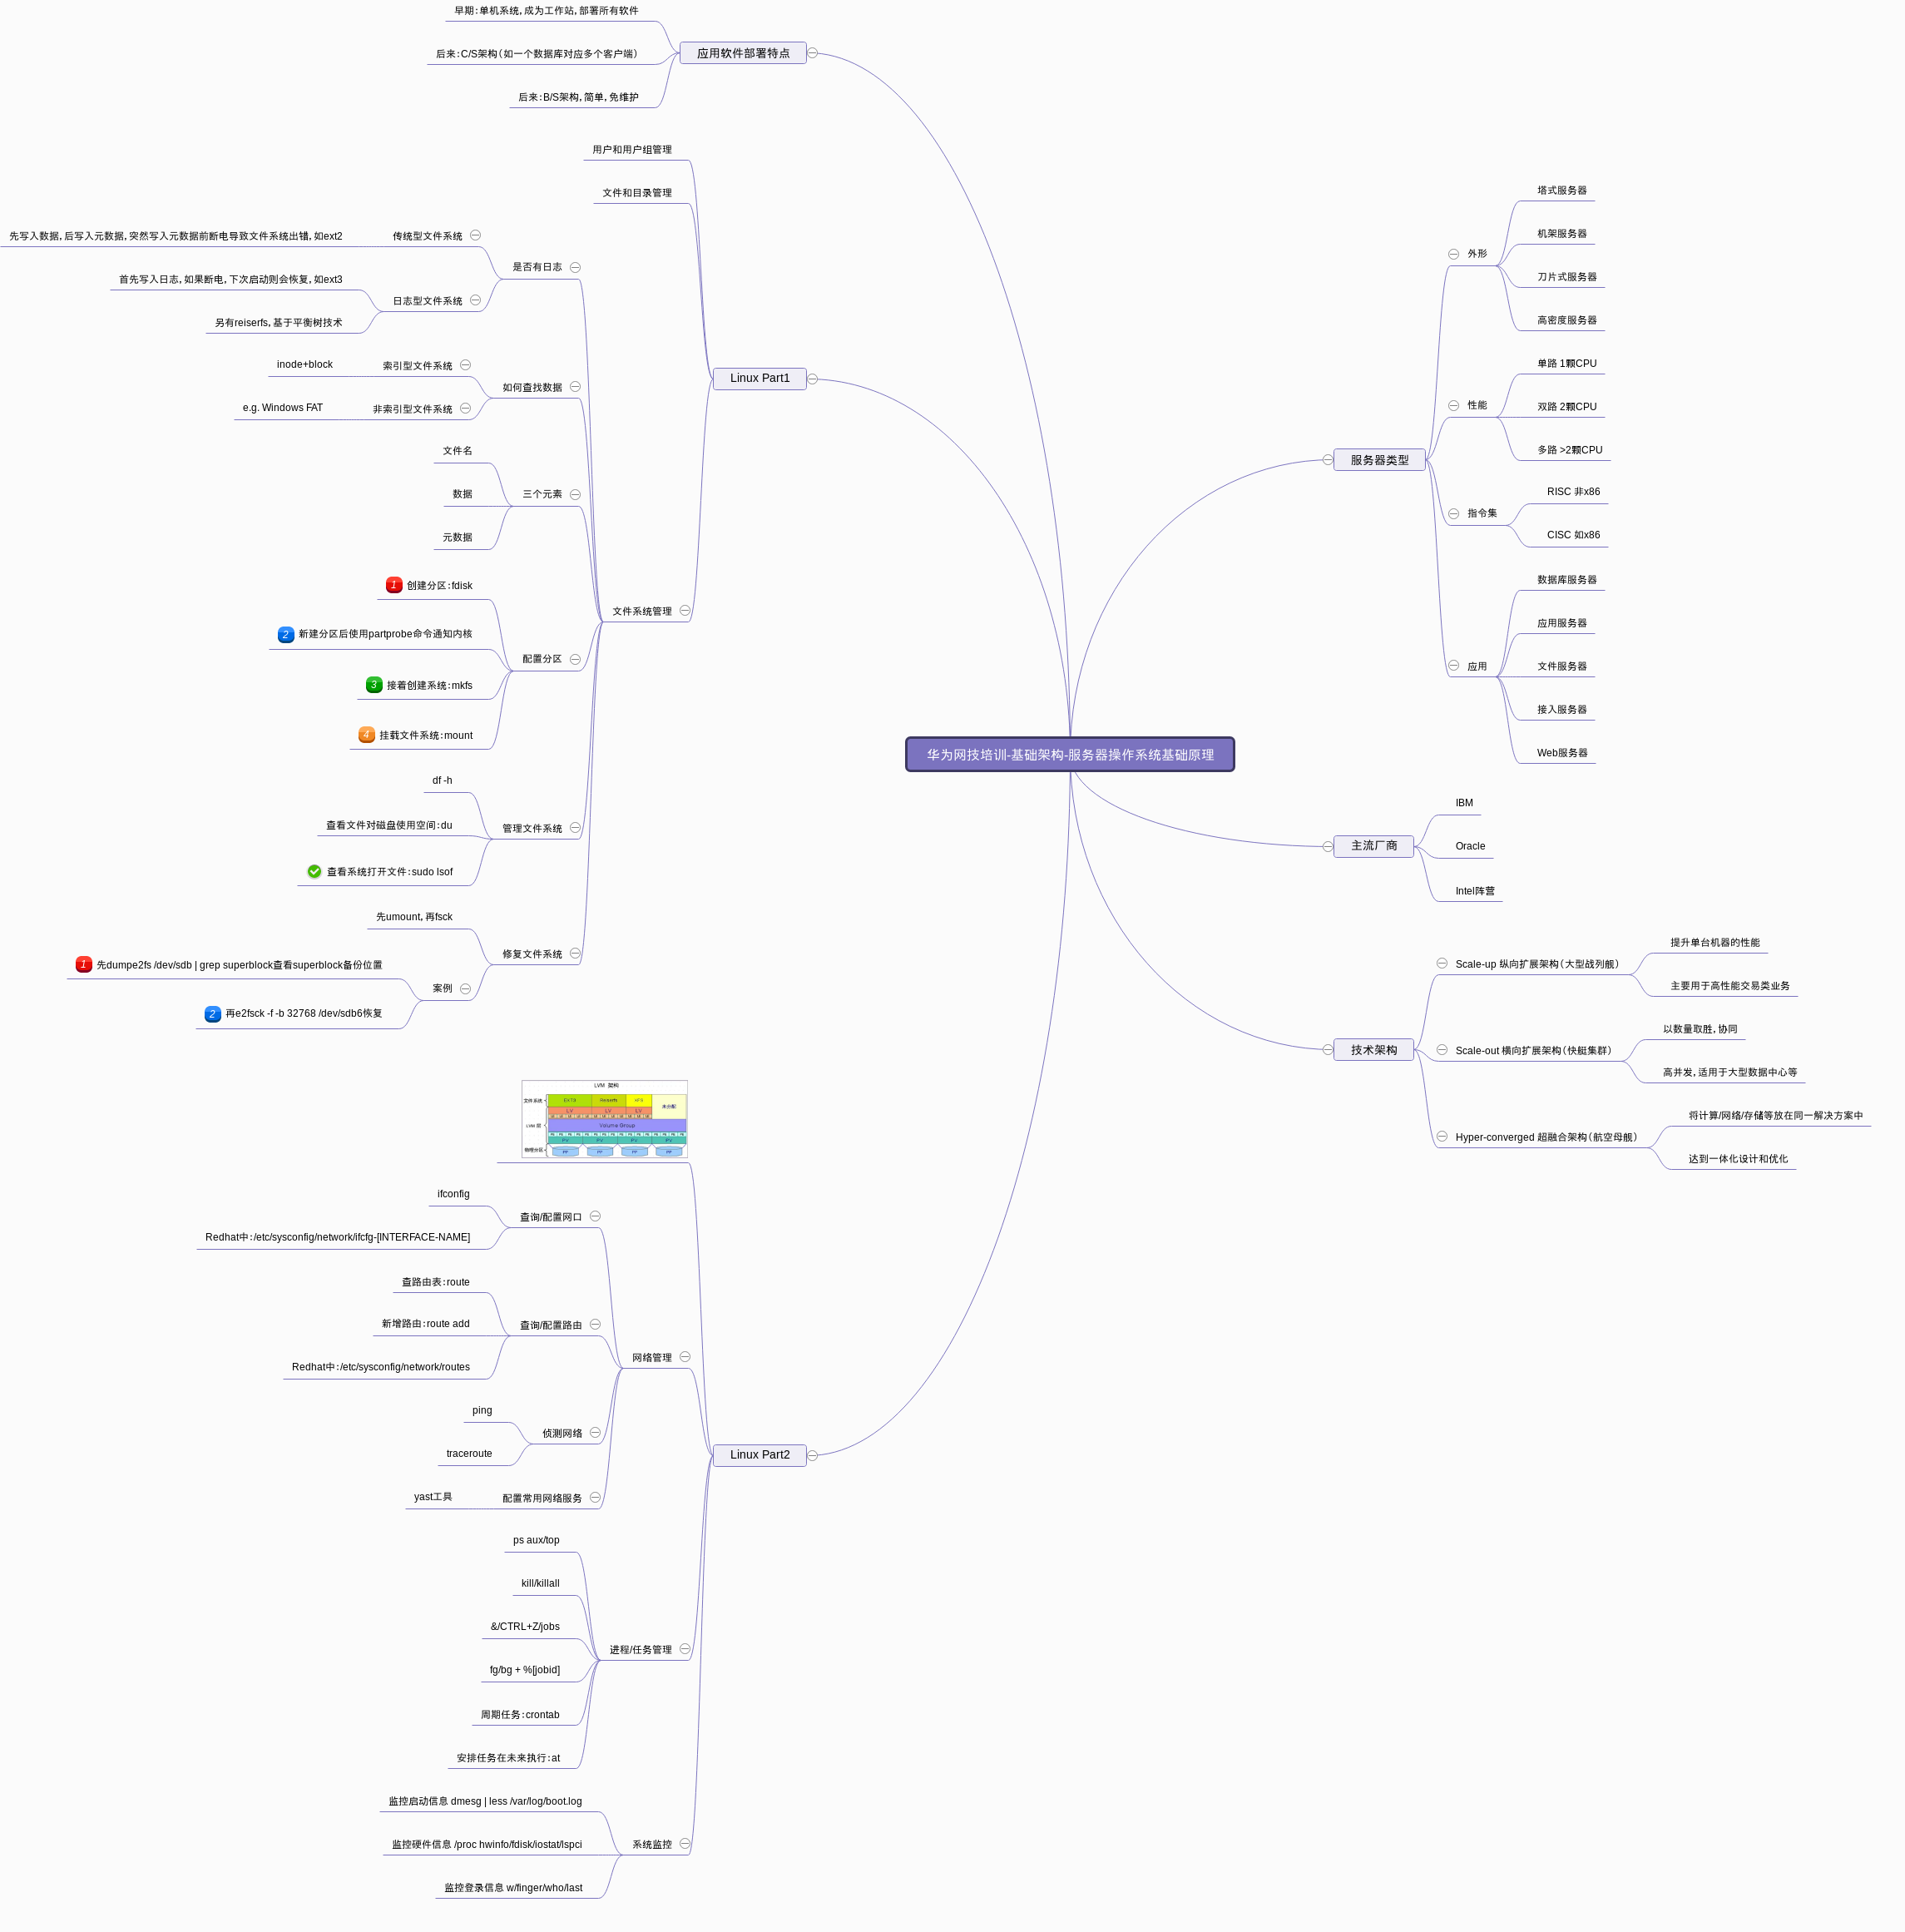 华为网技培训-基础架构-服务器操作系统基础原理
服务器类型
外形
塔式服务器
机架服务器
刀片式服务器
高密度服务器
性能
单路 1颗CPU
双路 2颗CPU
多路 >2颗CPU
指令集
RISC 非x86
CISC 如x86
应用
数据库服务器
应用服务器
文件服务器
接入服务器
Web服务器
主流厂商
IBM
Oracle
Intel阵营
技术架构
Scale-up 纵向扩展架构（大型战列舰）
提升单台机器的性能
主要用于高性能交易类业务
Scale-out 横向扩展架构（快艇集群）
以数量取胜，协同
高并发，适用于大型数据中心等
Hyper-converged 超融合架构（航空母舰）
将计算/网络/存储等放在同一解决方案中
达到一体化设计和优化
应用软件部署特点
早期：单机系统，成为工作站，部署所有软件
后来：C/S架构（如一个数据库对应多个客户端）
后来：B/S架构，简单，免维护
Linux Part1
用户和用户组管理
文件和目录管理
文件系统管理
是否有日志
传统型文件系统
先写入数据，后写入元数据，突然写入元数据前断电导致文件系统出错，如ext2
日志型文件系统
首先写入日志，如果断电，下次启动则会恢复，如ext3
另有reiserfs，基于平衡树技术
如何查找数据
索引型文件系统
inode+block
非索引型文件系统
e.g. Windows FAT
三个元素
文件名
数据
元数据
配置分区
1 创建分区：fdisk
2 新建分区后使用partprobe命令通知内核
3 接着创建系统：mkfs
4 挂载文件系统：mount
管理文件系统
df -h
查看文件对磁盘使用空间：du
查看系统打开文件：sudo lsof
修复文件系统
先umount，再fsck
案例
1 先dumpe2fs /dev/sdb | grep superblock查看superblock备份位置
2 再e2fsck -f -b 32768 /dev/sdb6恢复
Linux Part2
LVM 架构
文件系统
Ext3 Reiserfs xFS
未分配
LV LV LV
LVM 层
Volume Group
PV PV PV PV
物理分区
PP PP PP PP
网络管理
查询/配置网口
ifconfig
Redhat中：/etc/sysconfig/network/ifcfg-[INTERFACE-NAME]
查询/配置路由
查路由表：route
新增路由：route add
Redhat中：/etc/sysconfig/network/routes
侦测网络
ping
traceroute
配置常用网络服务
yast工具
进程/任务管理
ps aux/top
kill/killall
&/CTRL+Z/jobs
fg/bg + %[jobid]
周期任务：crontab
安排任务在未来执行：at
系统监控
监控启动信息 dmesg | less /var/log/boot.log
监控硬件信息 /proc hwinfo/fdisk/iostat/lspci
监控登录信息 w/finger/who/last